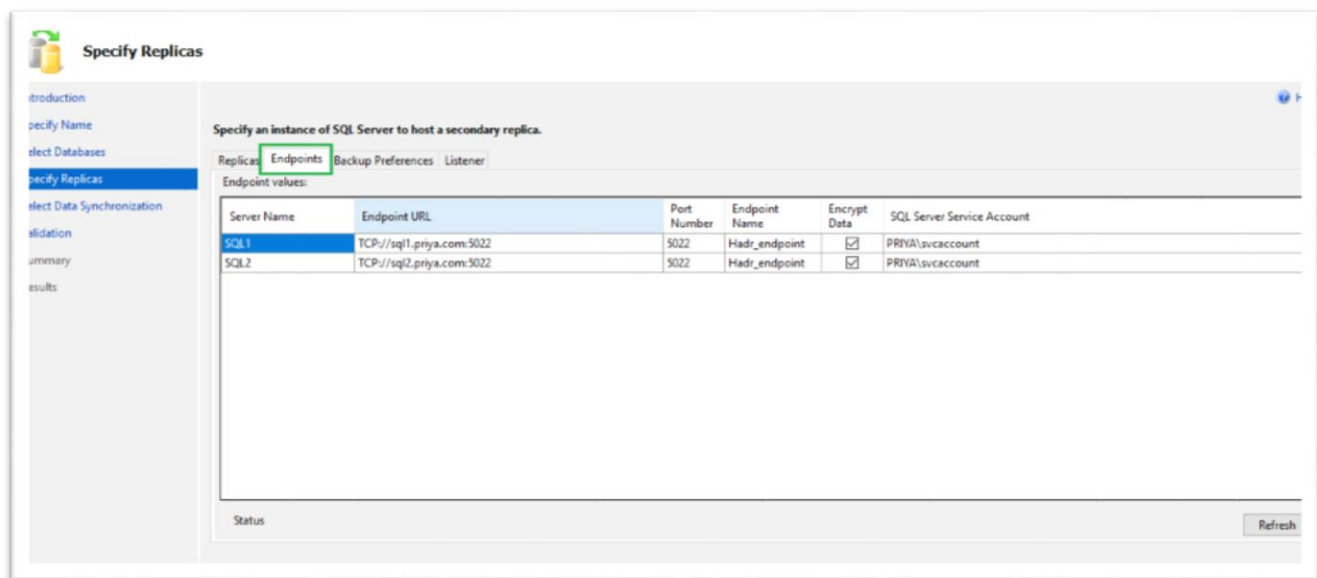 Specify Replicas
troduction
pecify Name
elect Databases
pecify Replicas
elect Data Synchronization
alidation
ummary
esults
H
Specify an instance of SQL Server to host a secondary replica.
Replicas Endpoints Backup Preferences Listener
Endpoint values:
Server Name Endpoint URL Port Number Endpoint Name Encrypt Data SQL Server Service Account
SQL1 TCP://sql1.priya.com:5022 5022 Hadr_endpoint PRIYA\svcaccount
SQL2 TCP://sql2.priya.com:5022 5022 Hadr_endpoint PRIYA\svcaccount
Status
Refresh